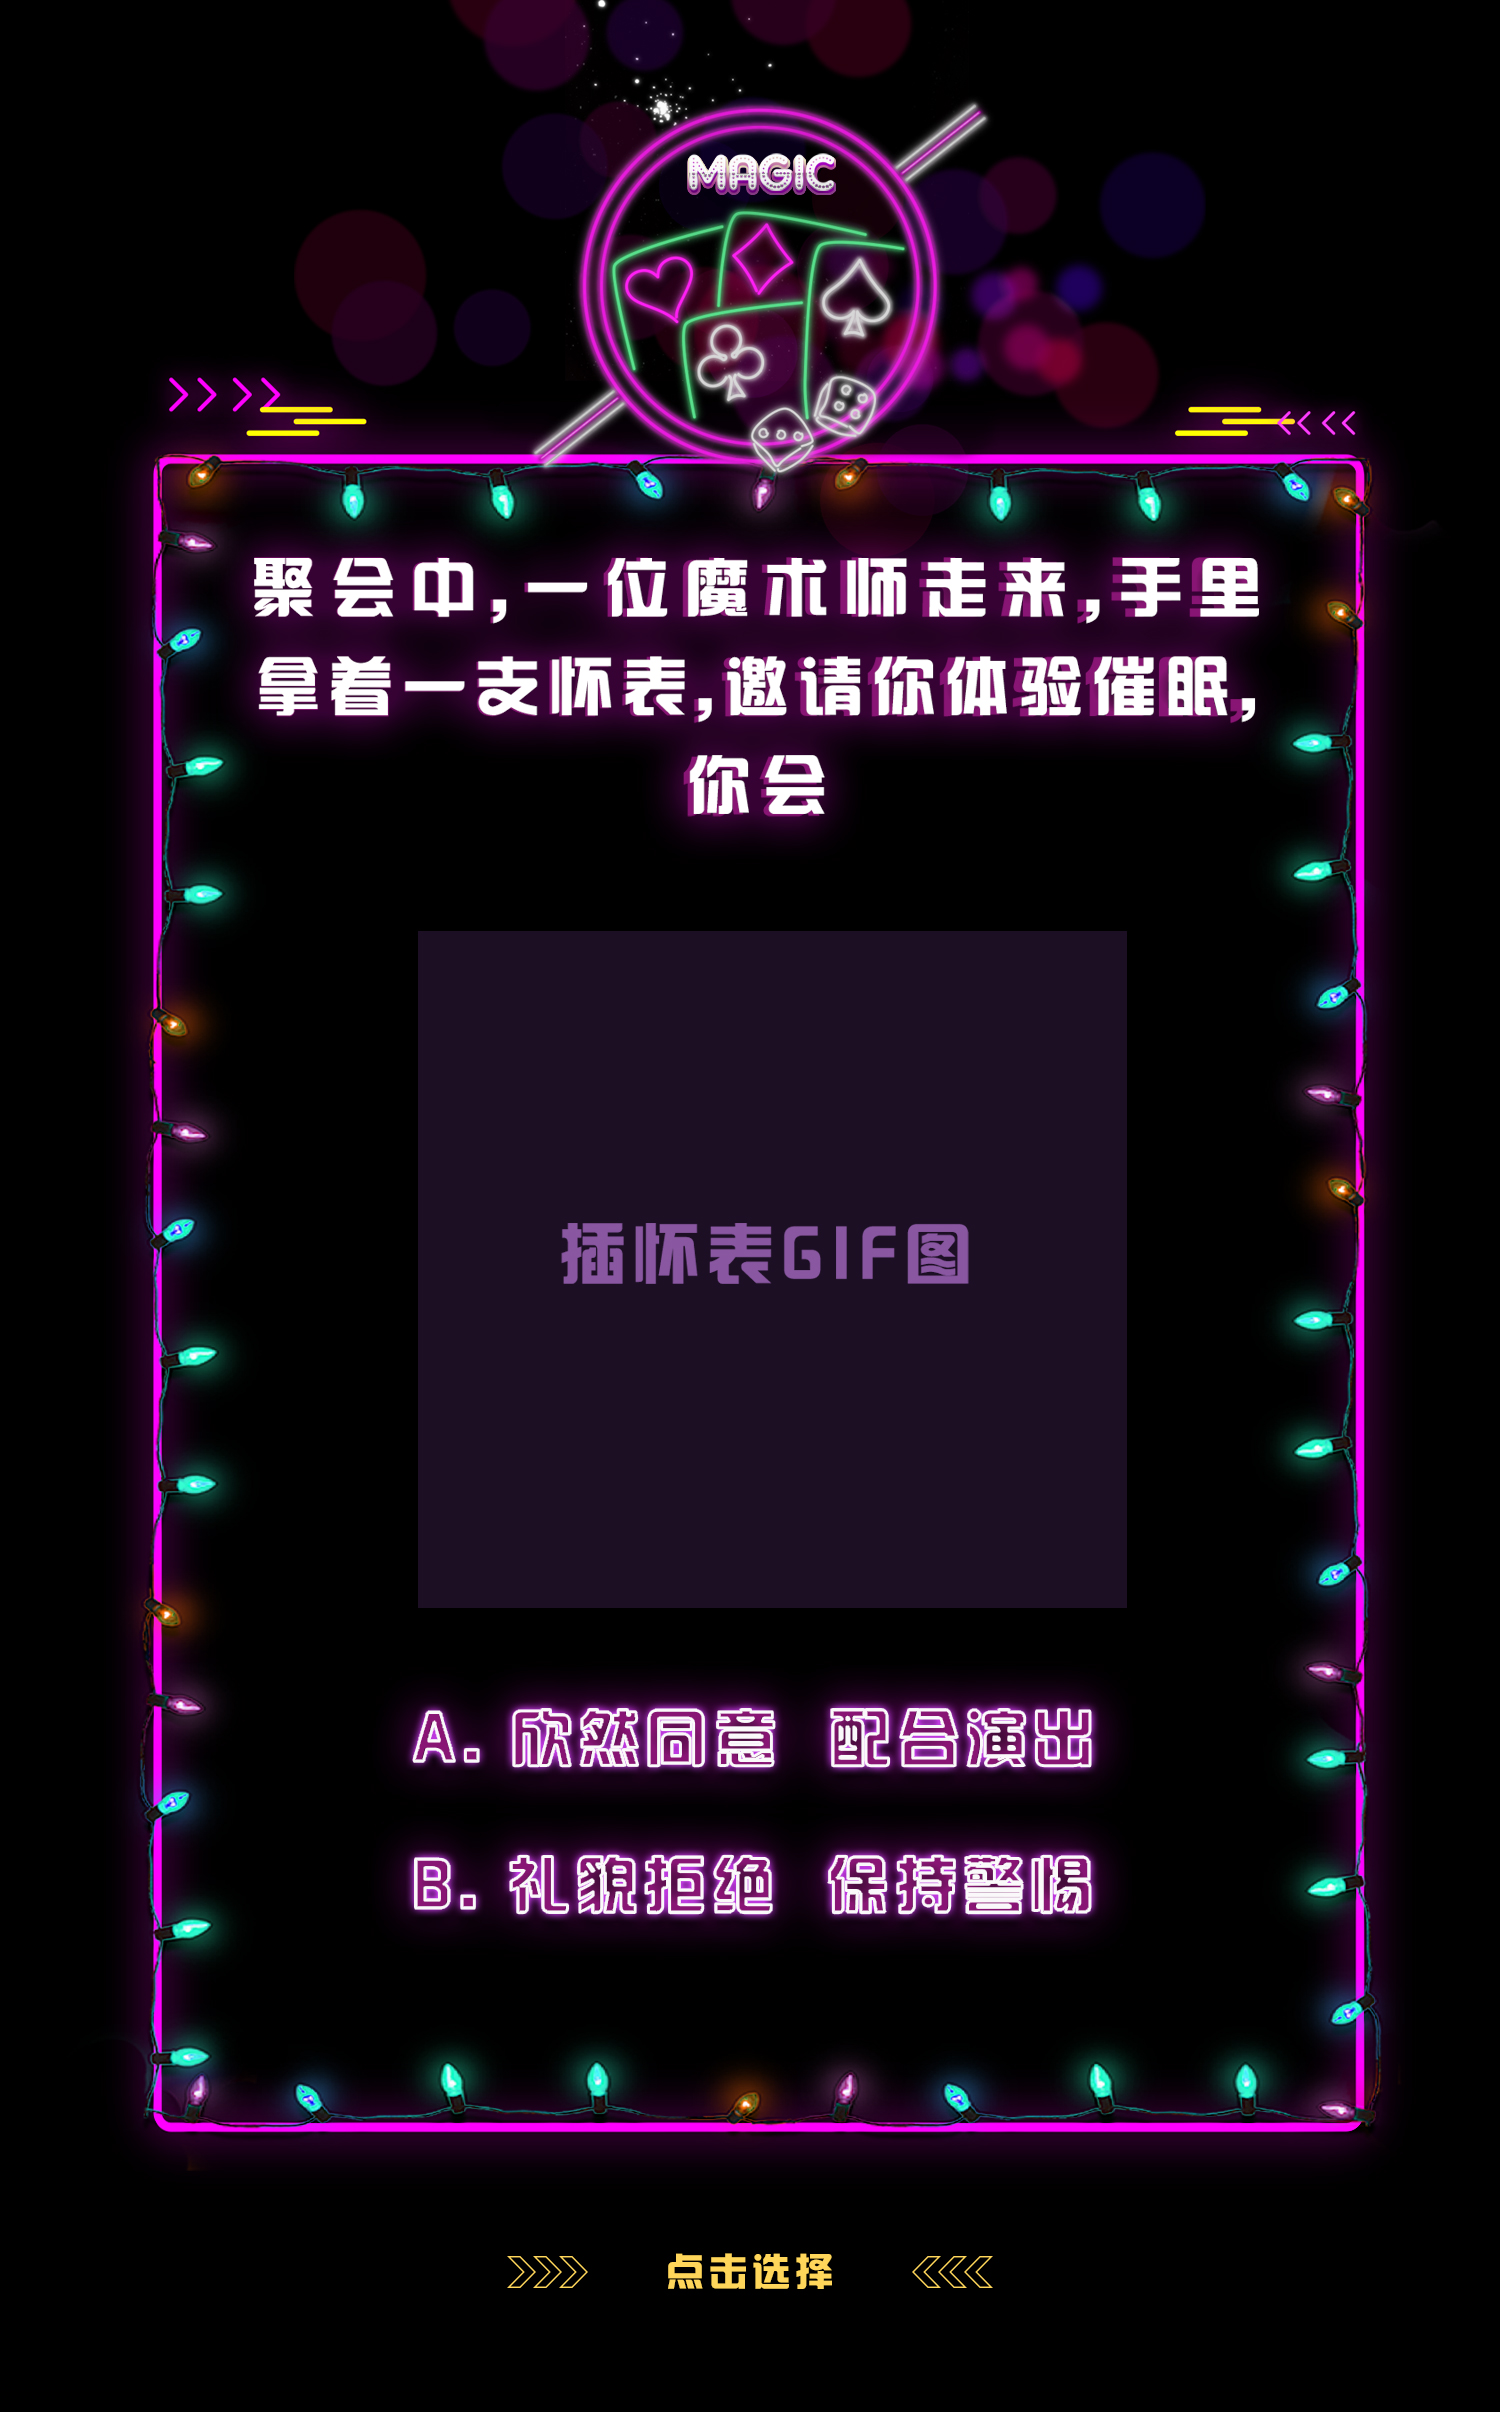 MAGIC
聚会中,一位魔术师走来,手里
拿着一支怀表,邀请你体验催眠,
你会
插怀表GIF图
A. 欣然同意 配合演出
B. 礼貌拒绝 保持警惕
点击选择